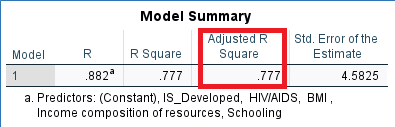 Model Summary
Adjusted R Std. Error of the
Model R R Square Square Estimate
1 .882a .777 .777 4.5825
a. Predictors: (Constant), IS_Developed, HIV/AIDS, BMI ,
Income composition of resources, Schooling